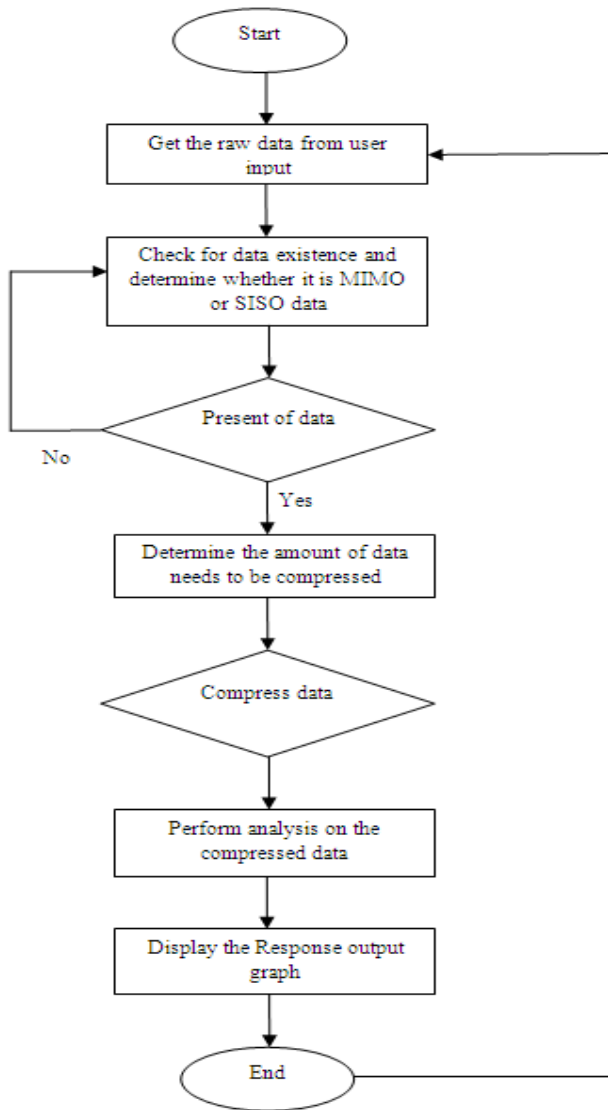 Start
Get the raw data from user
input
Check for data existence and
determine whether it is MIMO
or SISO data
Present of data
No
Yes
Determine the amount of data
needs to be compressed
Compress data
Perform analysis on the
compressed data
Display the Response output
graph
End